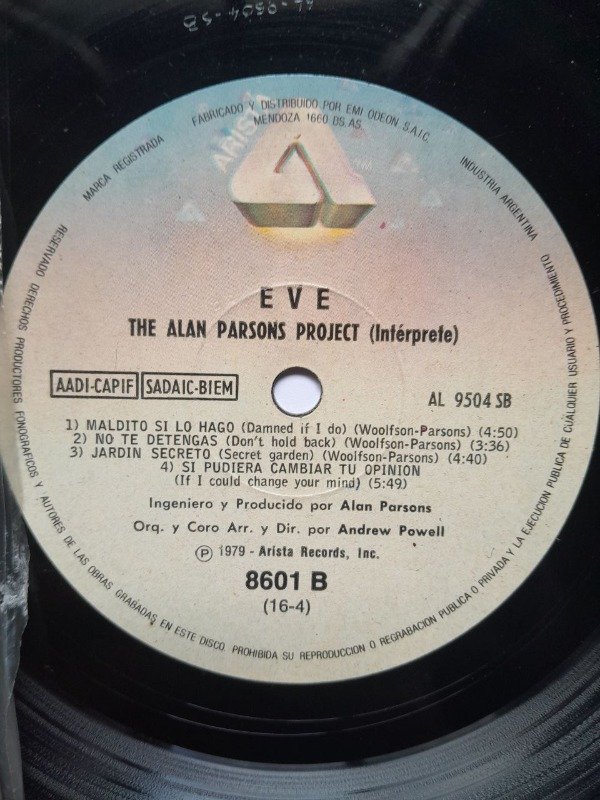 AL-9504-SB
FABRICADO Y DISTRIBUIDO POR EMI ODEON S.A.I.C.
MENDOZA 1660 BS.AS.
MARCA REGISTRADA
INDUSTRIA ARGENTINA
ARISTA
EVE
THE ALAN PARSONS PROJECT (Intérprete)
AADI-CAPIF SADAIC-BIEM
AL 9504 SB
1) MALDITO SI LO HAGO (Damned if I do) (Woolfson-Parsons) (4:50)
2) NO TE DETENGAS (Don't hold back) (Woolfson-Parsons) (3:36)
3) JARDIN SECRETO (Secret garden) (Woolfson-Parsons) (4:40)
4) SI PUDIERA CAMBIAR TU OPINION
(If I could change your mind) (5:49)
Ingeniero y Producido por Alan Parsons
Orq. y Coro Arr. y Dir. por Andrew Powell
Ⓟ 1979 - Arista Records, Inc.
8601 B
(16-4)
RESERVADO DERECHOS PRODUCTORES FONOGRAFICOS Y AUTORES DE LAS OBRAS GRABADAS EN ESTE DISCO. PROHIBIDA SU REPRODUCCION O REGRABACION PUBLICA O PRIVADA Y LA EJECUCION PUBLICA DE CUALQUIER USUARIO Y PROCEDIMIENTO